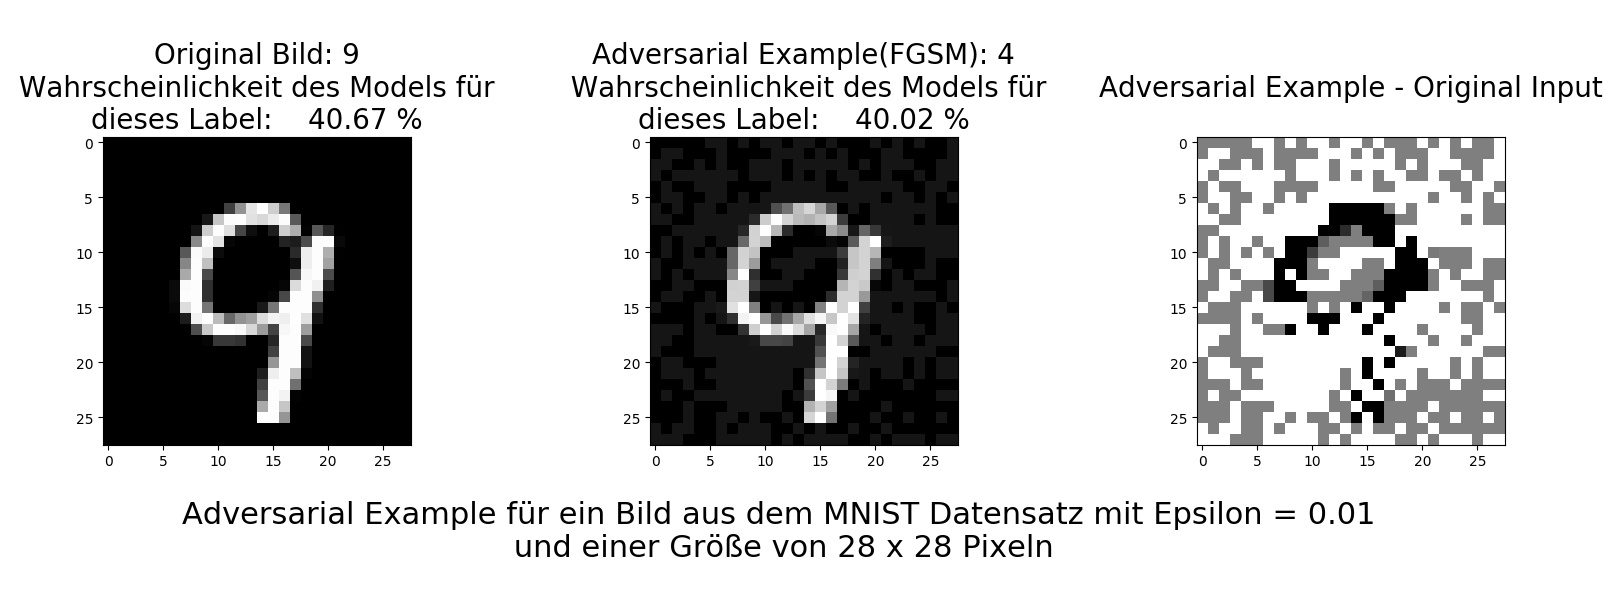 Original Bild: 9
Wahrscheinlichkeit des Models für
dieses Label: 40.67 %
0
5
10
15
20
25
0 5 10 15 20 25
Adversarial Example(FGSM): 4
Wahrscheinlichkeit des Models für
dieses Label: 40.02 %
0
5
10
15
20
25
0 5 10 15 20 25
Adversarial Example - Original Input
0
5
10
15
20
25
0 5 10 15 20 25
9
9
Adversarial Example für ein Bild aus dem MNIST Datensatz mit Epsilon = 0.01
und einer Größe von 28 x 28 Pixeln